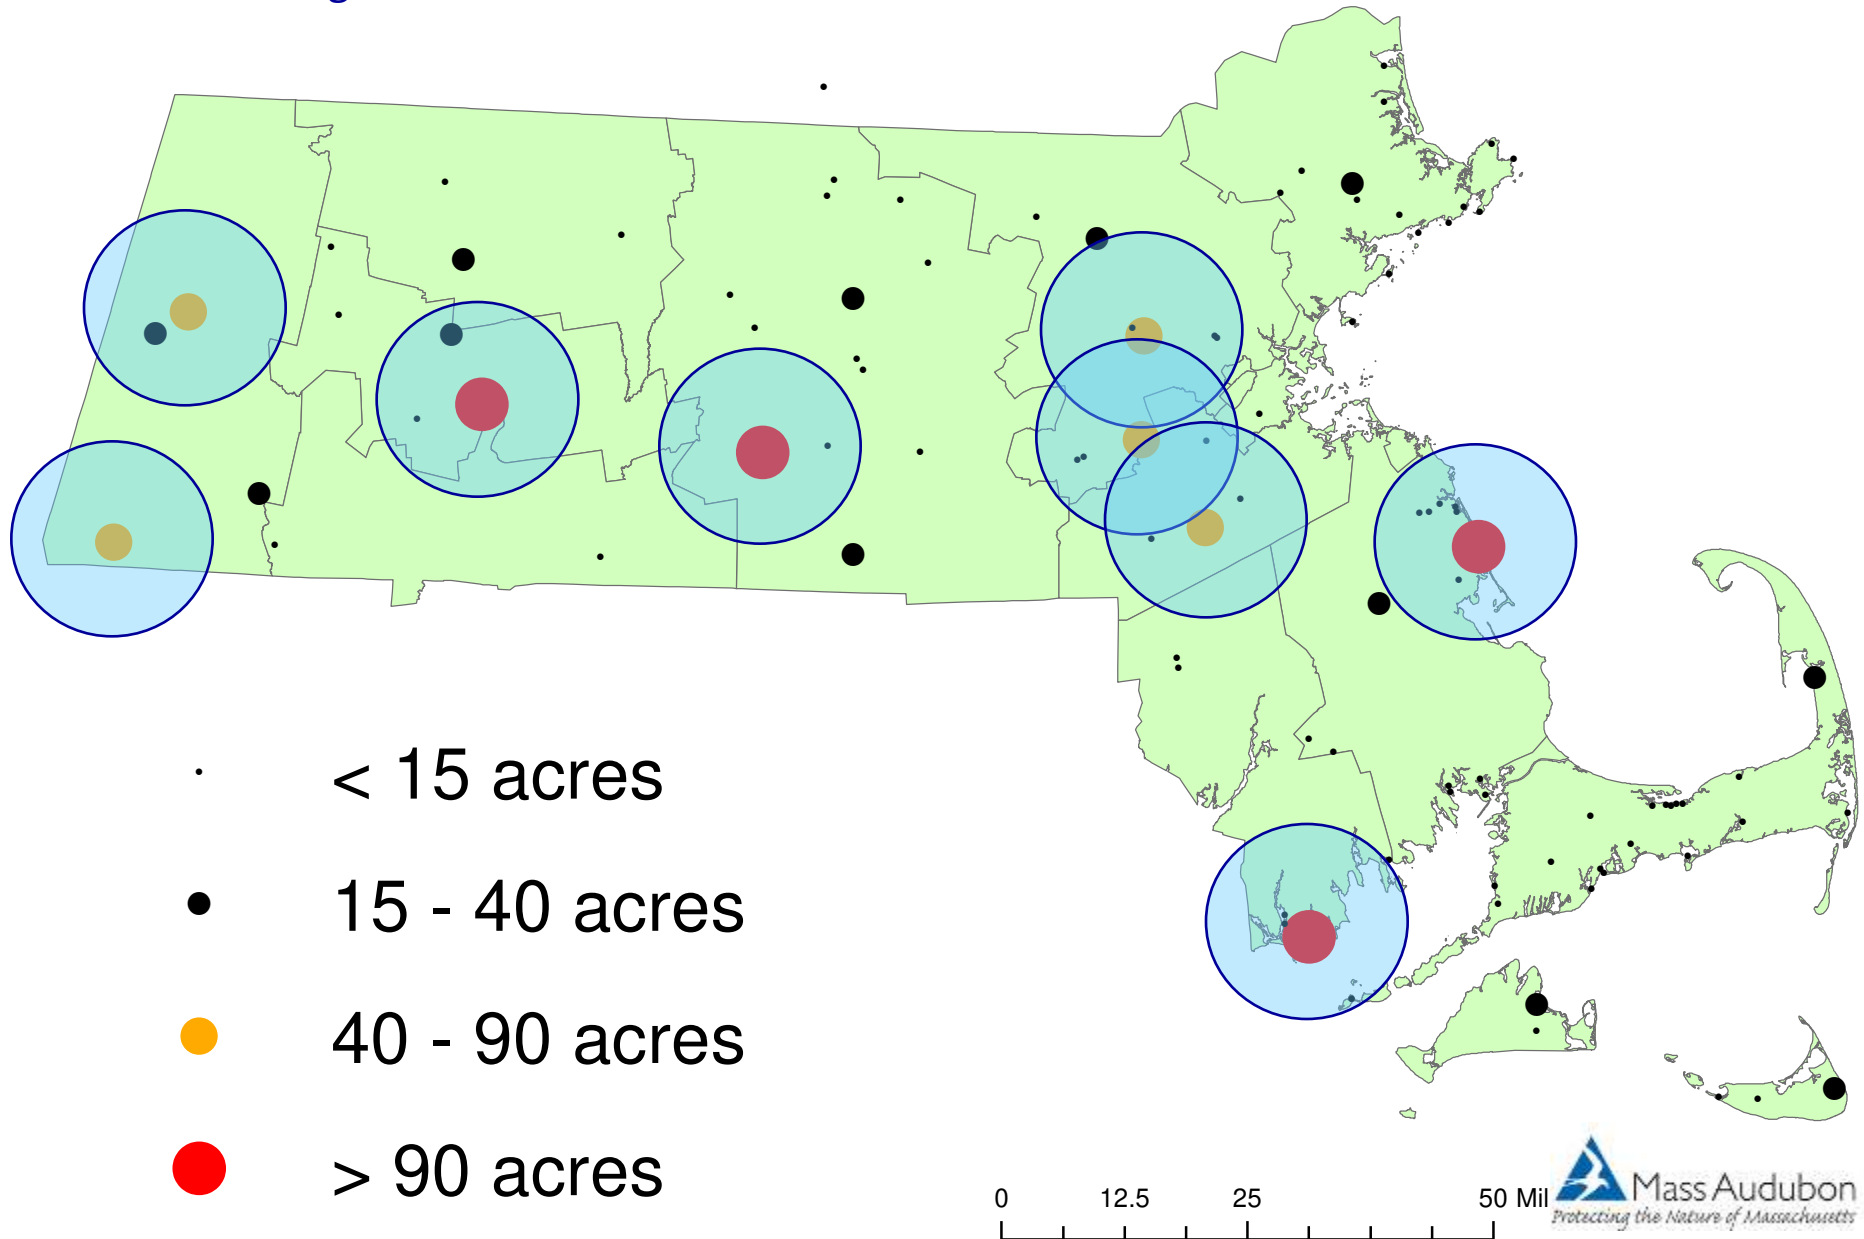 < 15 acres
15 - 40 acres
40 - 90 acres
> 90 acres
0 12.5 25 50 Mil
Mass Audubon
Protecting the Nature of Massachusetts